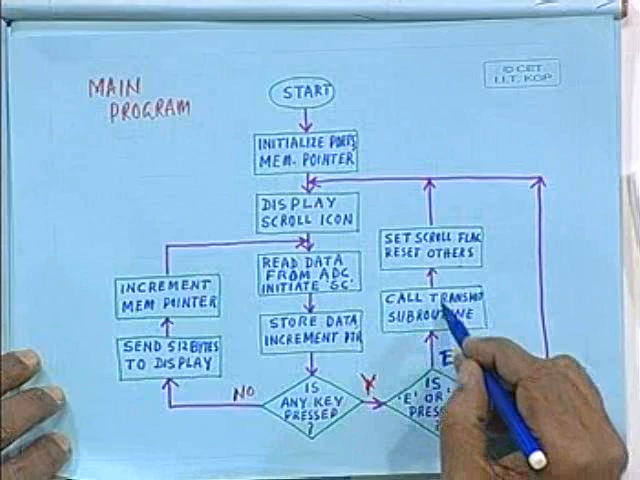 MAIN
PROGRAM
© CET
I.I.T. KGP
START
INITIALIZE PORTS
MEM. POINTER
DISPLAY
SCROLL ICON
SET SCROLL FLAG
RESET OTHERS
READ DATA
FROM ADC
INITIATE 'SC'
INCREMENT
MEM POINTER
CALL TRANSMIT
SUBROUTINE
STORE DATA
INCREMENT PTR
SEND 512 BYTES
TO DISPLAY
E
NO
Y
IS
ANY KEY
PRESSED
?
IS
'E' OR
PRES
?